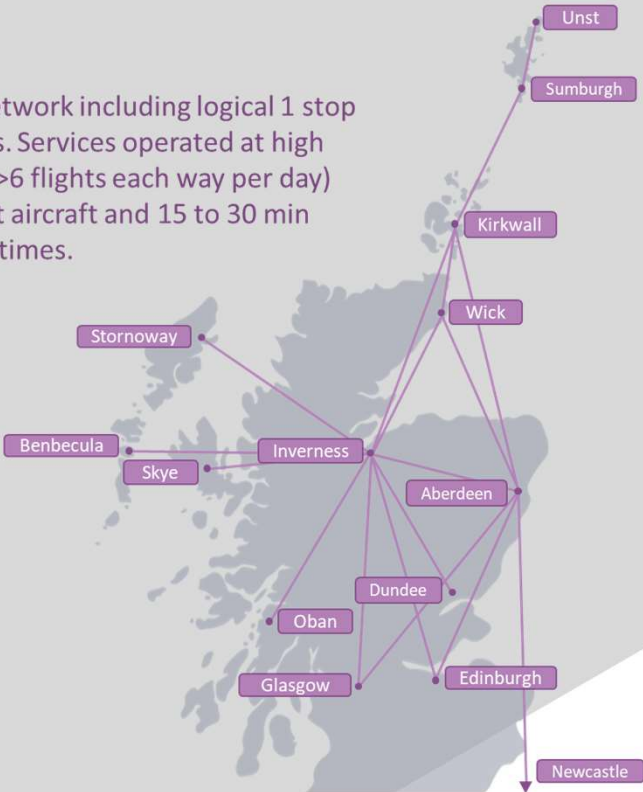 Unst
Sumburgh
etwork including logical 1 stop
s. Services operated at high
>6 flights each way per day)
t aircraft and 15 to 30 min
times.
Kirkwall
Wick
Stornoway
Benbecula
Inverness
Skye
Aberdeen
Dundee
Oban
Glasgow
Edinburgh
Newcastle